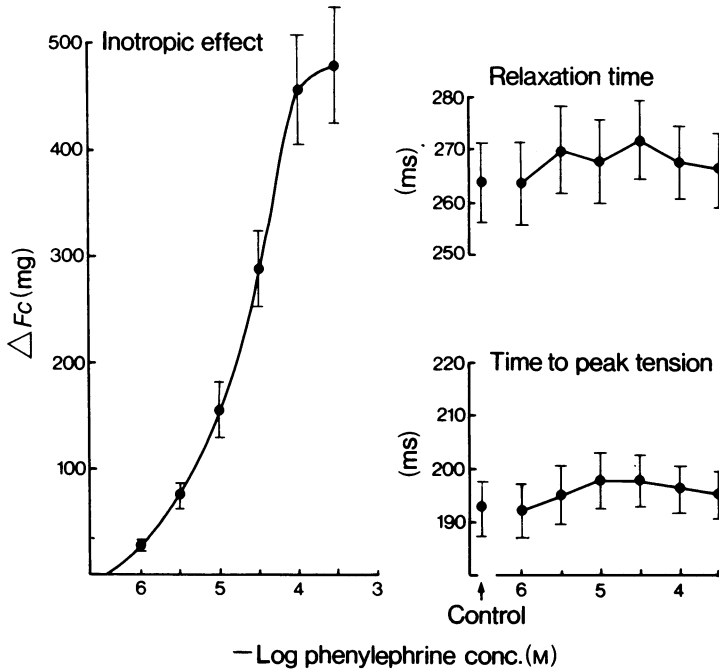 Inotropic effect
500
400
300
200
100
△ Fc (mg)
6
5
4
3
Relaxation time
280
270
260
250
(ms).
Time to peak tension
220
210
200
190
(ms)
6
5
4
Control
—Log phenylephrine conc. (M)